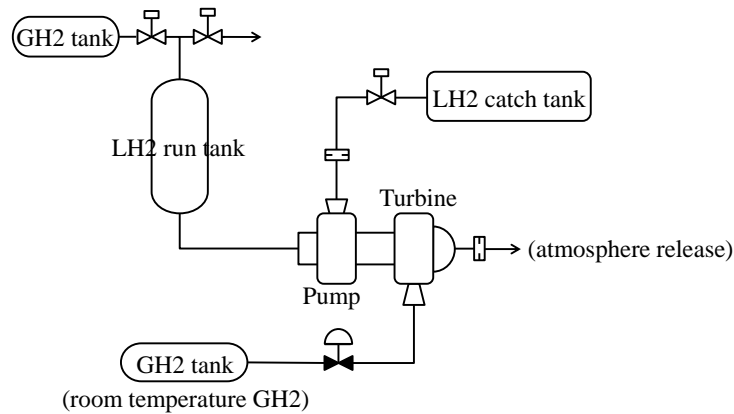 GH2 tank
LH2 catch tank
LH2 run tank
Turbine
(atmosphere release)
Pump
GH2 tank
(room temperature GH2)